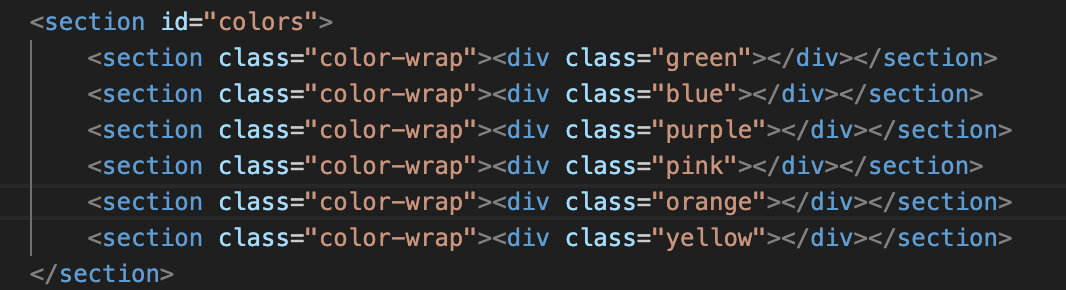 <section id="colors">
<section class="color-wrap"><div class="green"></div></section>
<section class="color-wrap"><div class="blue"></div></section>
<section class="color-wrap"><div class="purple"></div></section>
<section class="color-wrap"><div class="pink"></div></section>
<section class="color-wrap"><div class="orange"></div></section>
<section class="color-wrap"><div class="yellow"></div></section>
</section>